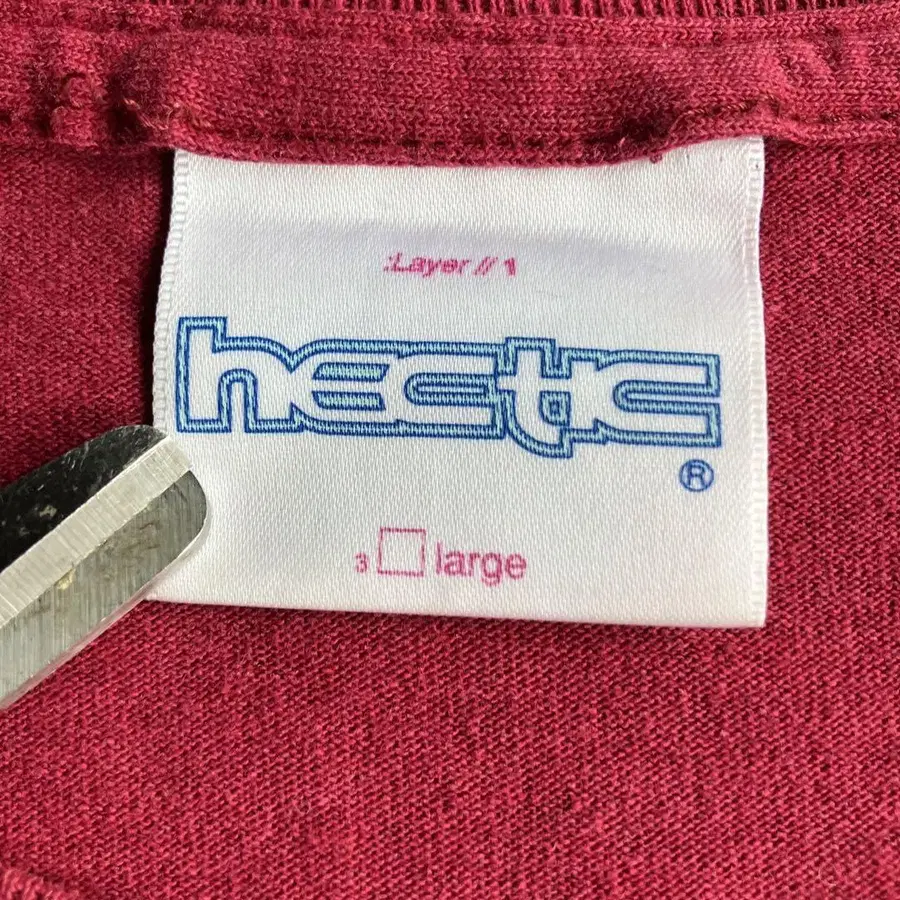 :Layer // 1
hectic
®
3 large